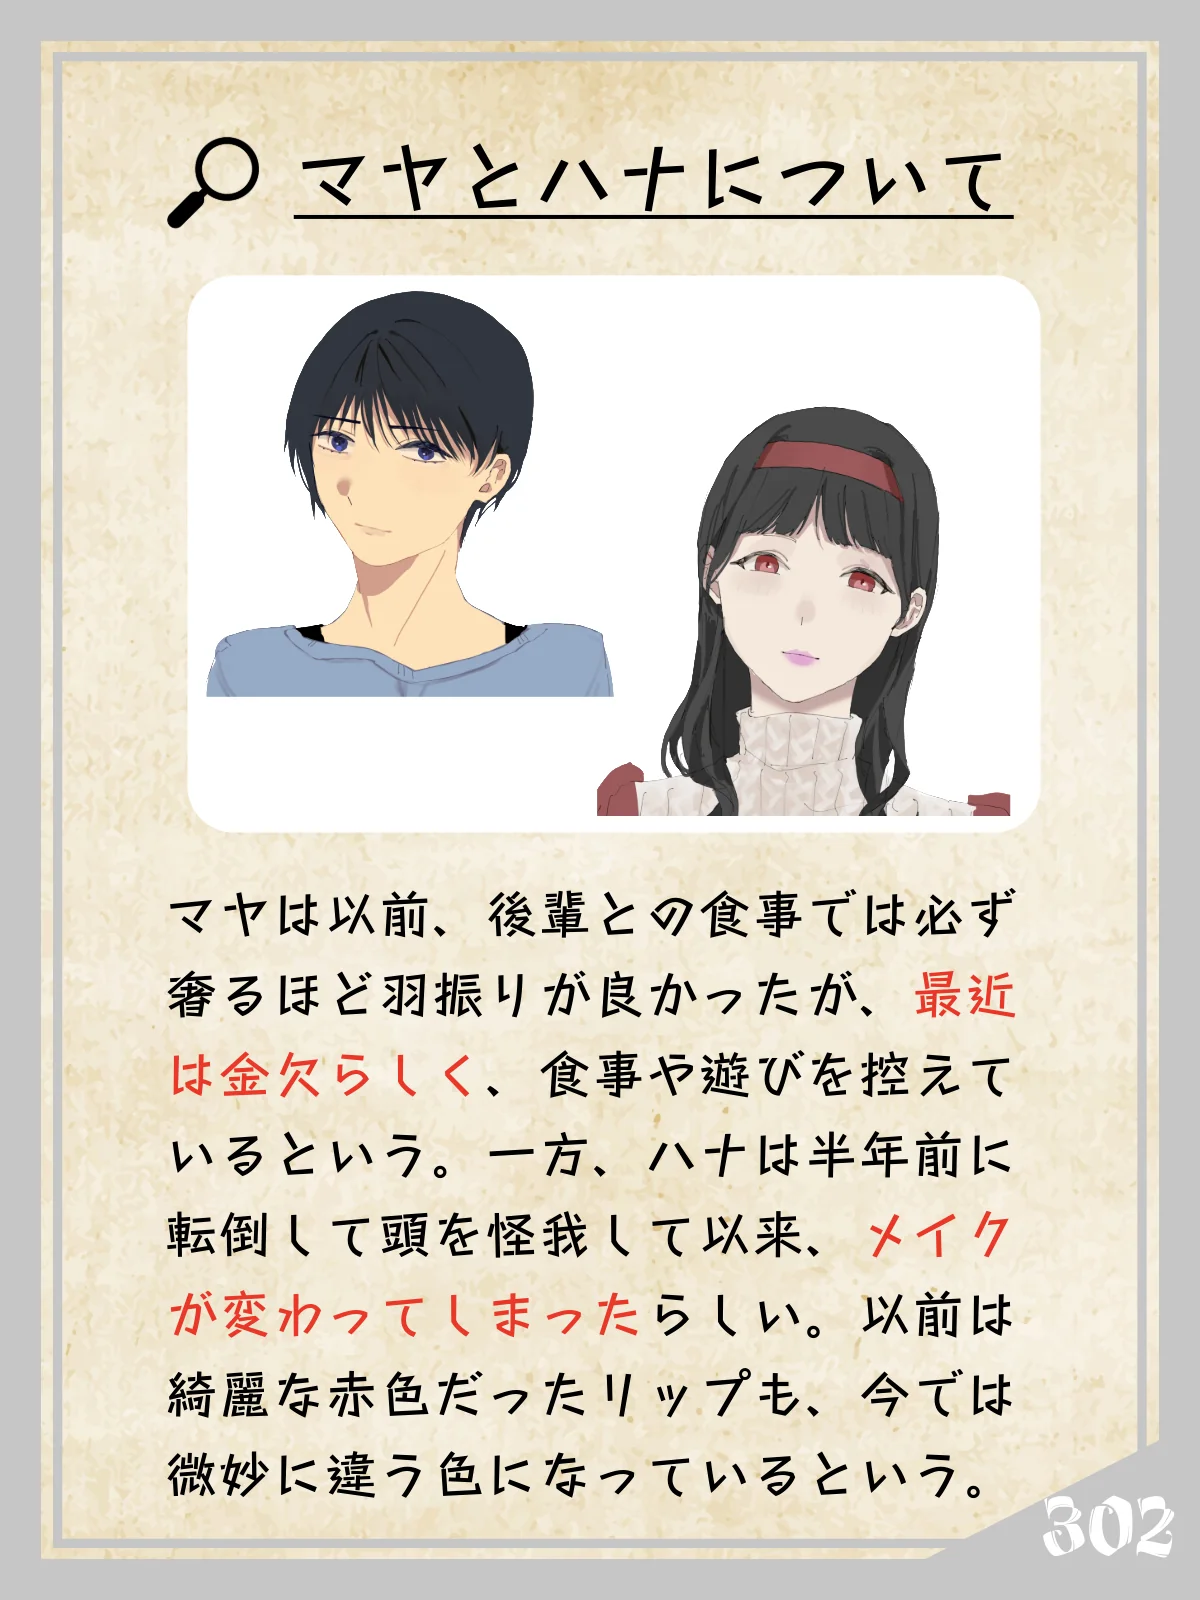 マヤとハナについて
マヤは以前、後輩との食事では必ず
奢るほど羽振りが良かったが、最近
は金欠らしく、食事や遊びを控えて
いるという。一方、ハナは半年前に
転倒して頭を怪我して以来、メイク
が変わってしまったらしい。以前は
綺麗な赤色だったリップも、今では
微妙に違う色になっているという。
302